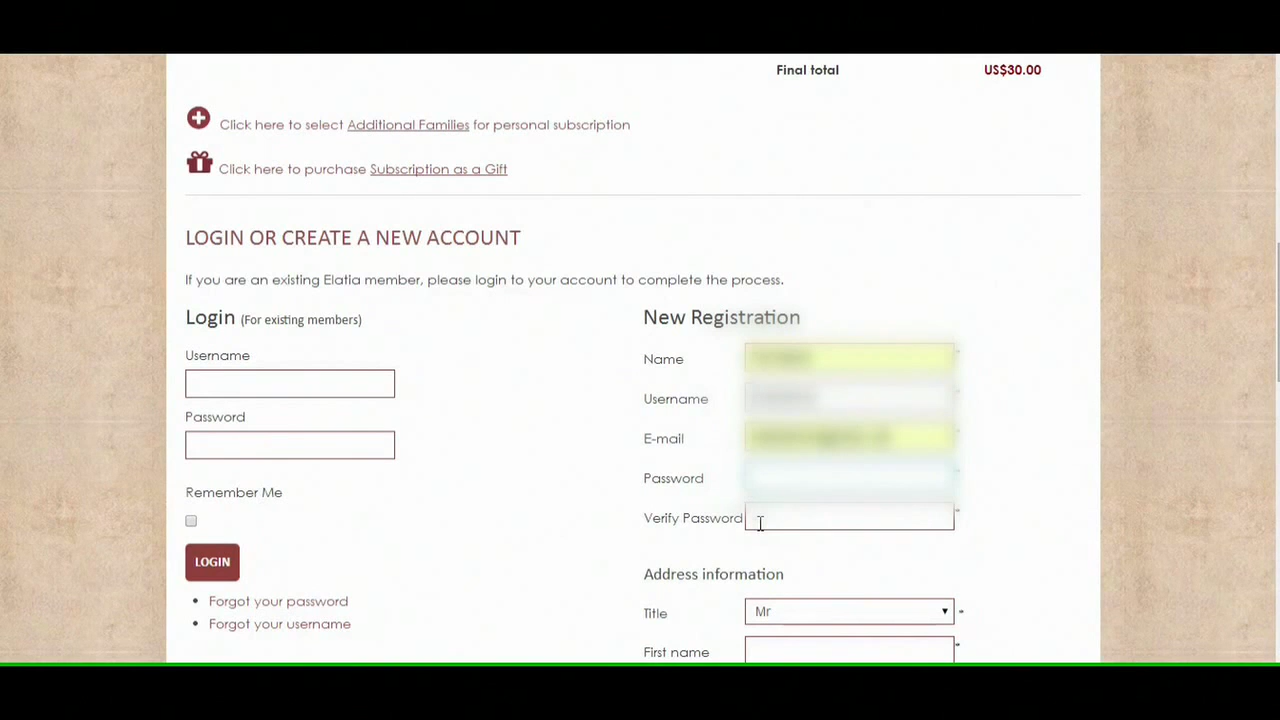 Final total US$30.00
Click here to select Additional Families for personal subscription
Click here to purchase Subscription as a Gift
LOGIN OR CREATE A NEW ACCOUNT
If you are an existing Elatia member, please login to your account to complete the process.
Login (For existing members)
Username
Password
Remember Me
LOGIN
Forgot your password
Forgot your username
New Registration
Name *
Username *
E-mail *
Password *
Verify Password *
Address information
Title Mr *
First name *